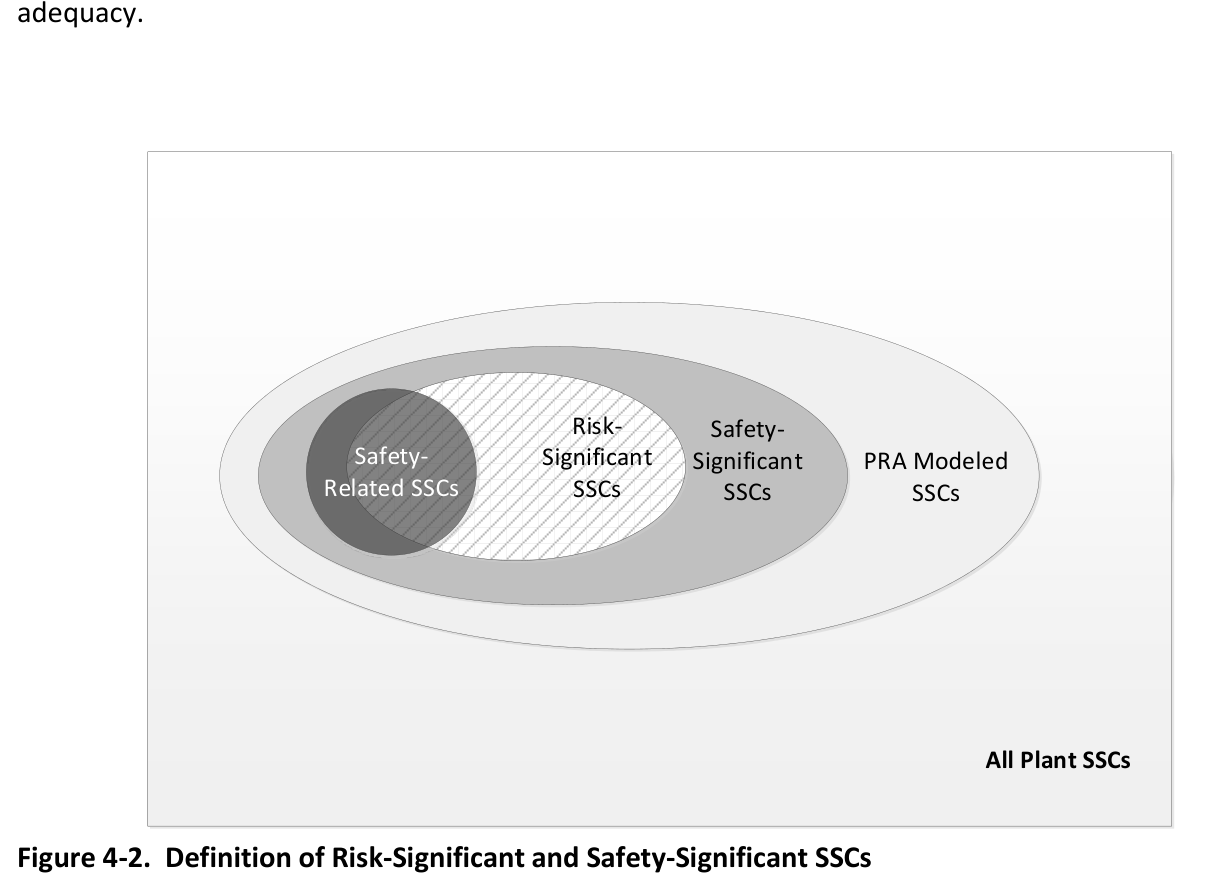 adequacy.
Safety-
Related SSCs
Risk-
Significant
SSCs
Safety-
Significant
SSCs
PRA Modeled
SSCs
All Plant SSCs
Figure 4-2.  Definition of Risk-Significant and Safety-Significant SSCs